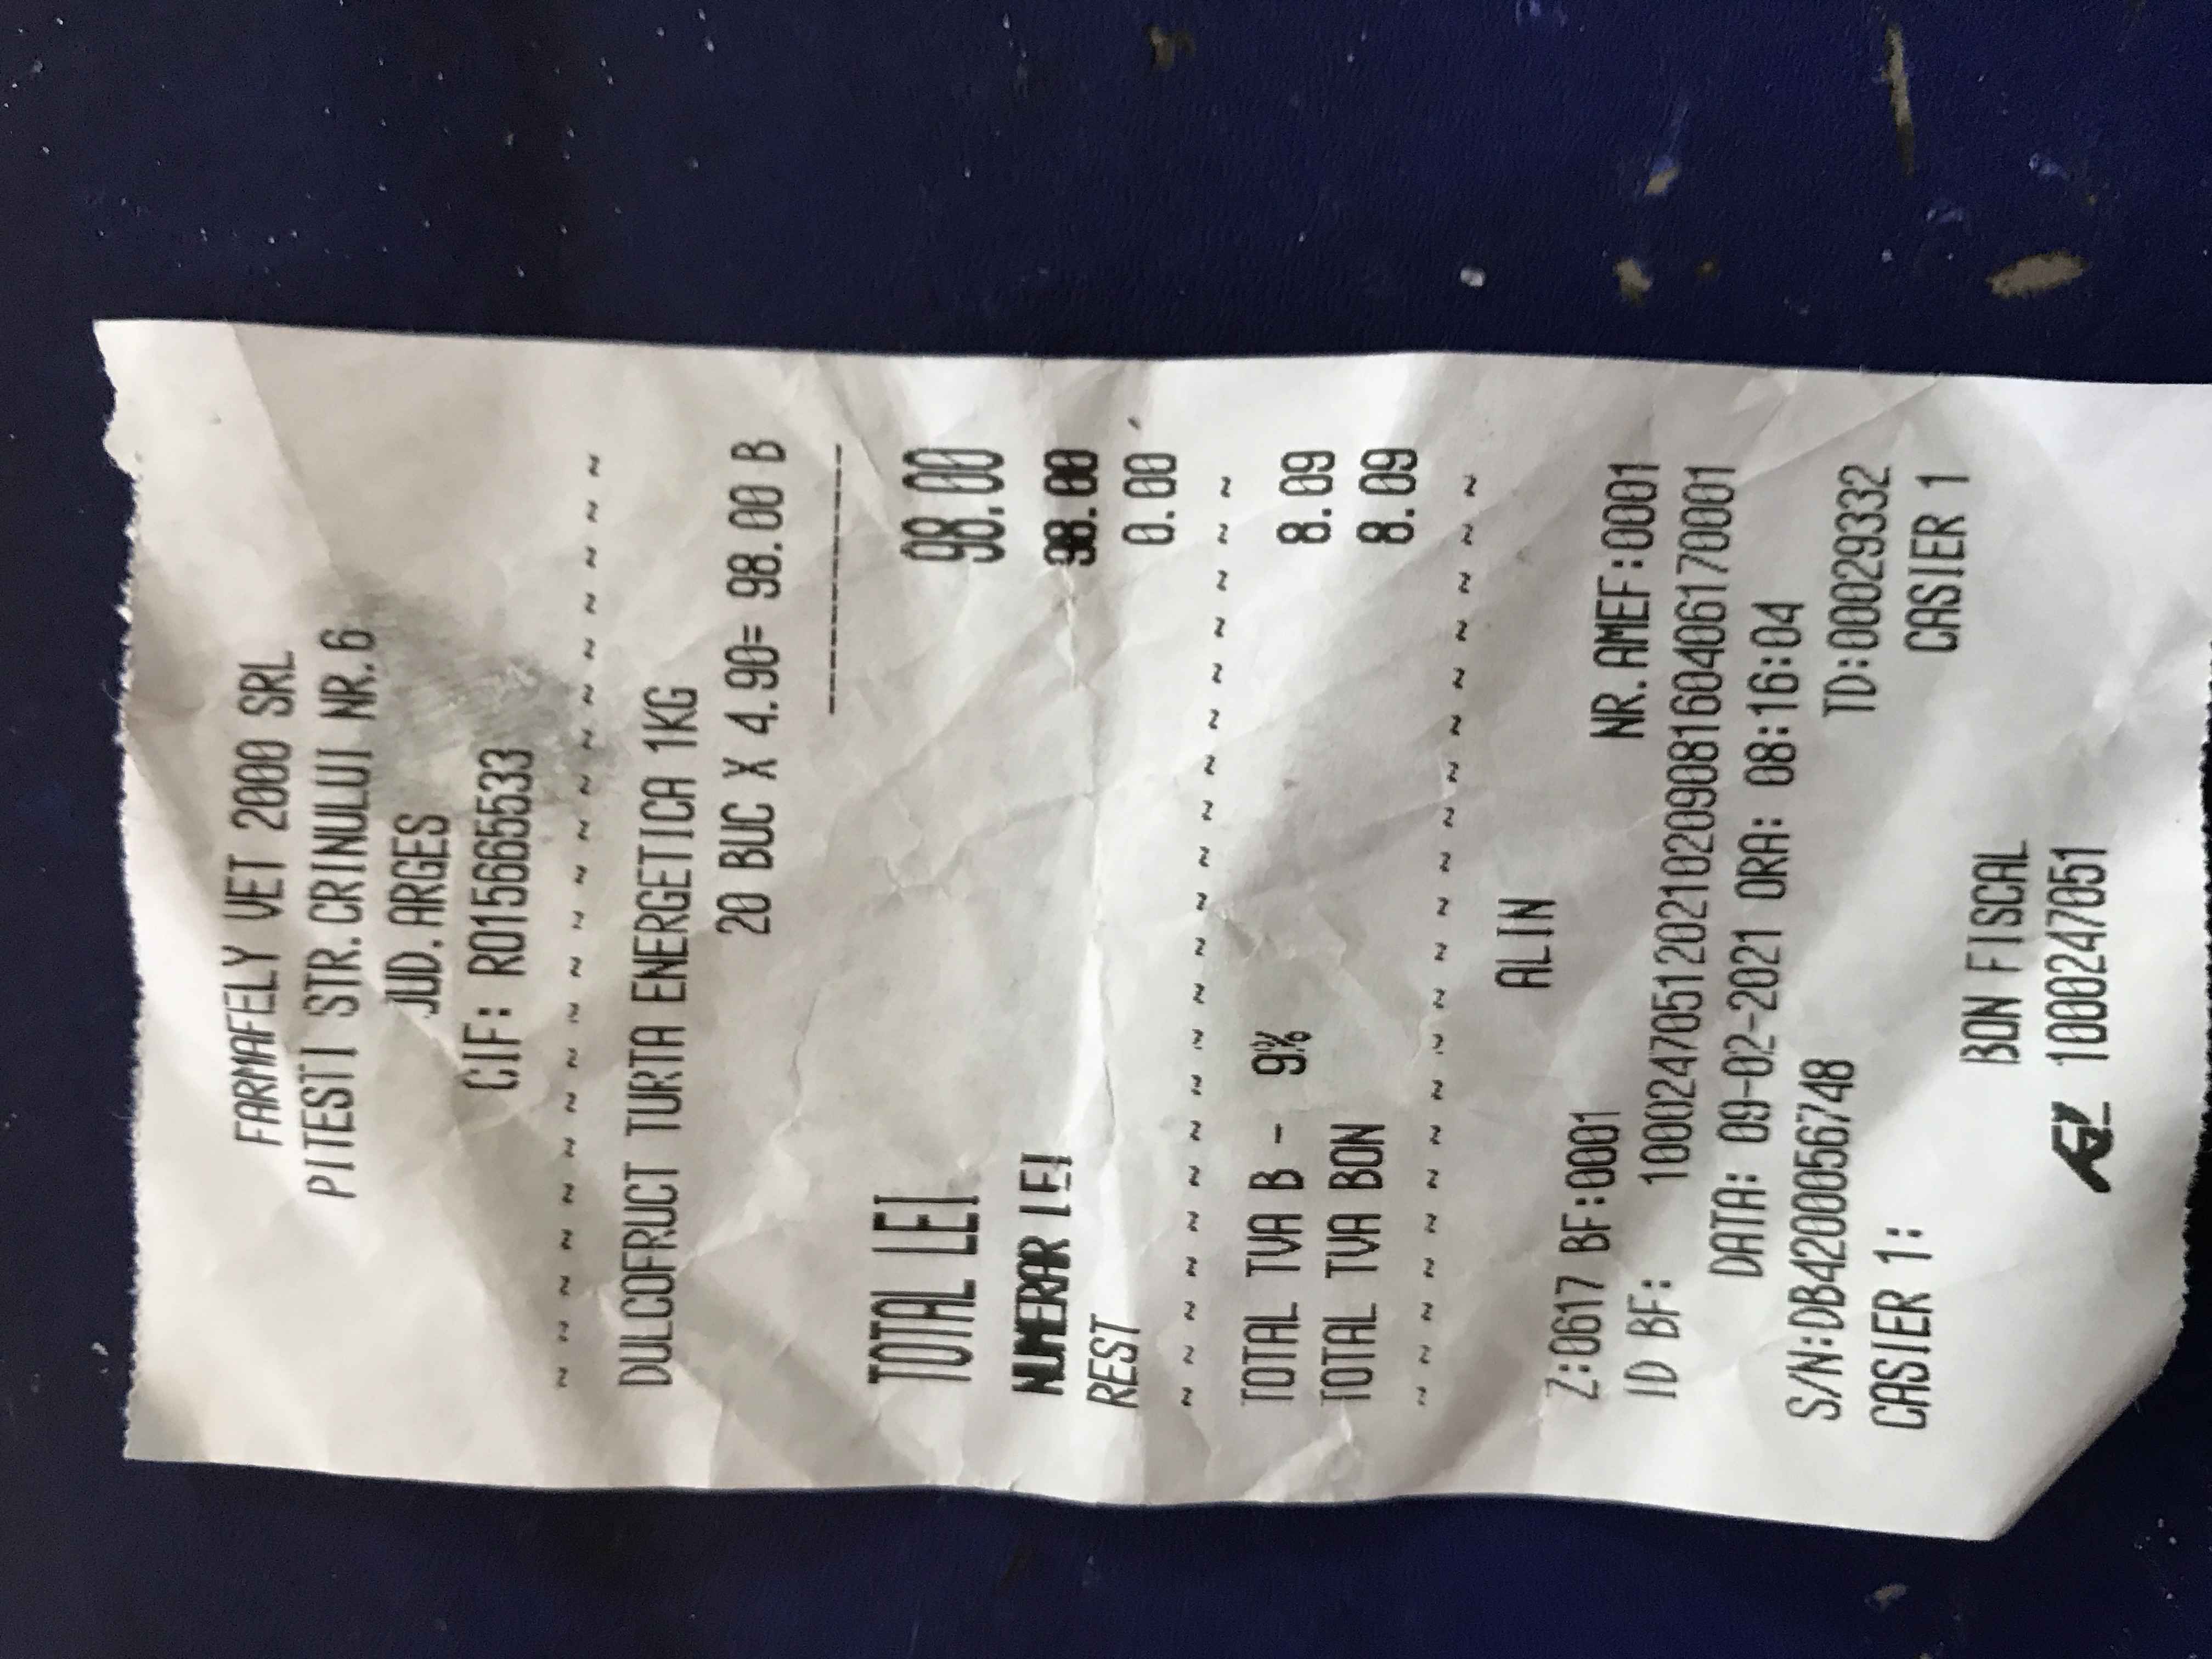 FARMAFELY VET 2000 SRL
PITESTI STR.CRINULUI NR.6
JUD.ARGES
CIF: RO15665533
~ ~ ~ ~ ~ ~ ~ ~ ~ ~ ~ ~ ~ ~ ~ ~ ~ ~ ~ ~ ~
DULCOFRUCT TURTA ENERGETICA 1KG
20 BUC X 4.90= 98.00 B
TOTAL LEI 98.00
NUMERAR LEI 98.00
REST 0.00
~ ~ ~ ~ ~ ~ ~ ~ ~ ~ ~ ~ ~ ~ ~ ~ ~ ~ ~ ~ ~
TOTAL TVA B - 9% 8.09
TOTAL TVA BON 8.09
~ ~ ~ ~ ~ ~ ~ ~ ~ ~ ~ ~ ~ ~ ~ ~ ~ ~ ~ ~ ~
ALIN
Z:0617 BF:0001 NR.AMEF:0001
ID BF: 10002470512021020908160406170001
DATA: 09-02-2021 ORA: 08:16:04
S/N:DB4200056748 TD:00029332
CASIER 1: CASIER 1
BON FISCAL
1000247051